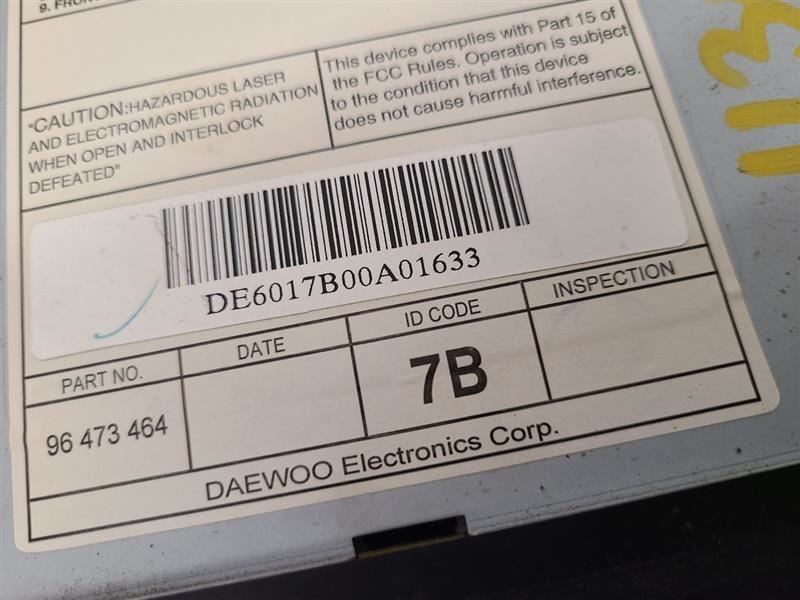 9. FRON
"CAUTION:HAZARDOUS LASER
AND ELECTROMAGNETIC RADIATION
WHEN OPEN AND INTERLOCK
DEFEATED"
This device complies with Part 15 of
the FCC Rules. Operation is subject
to the condition that this device
does not cause harmful interference.
DE6017B00A01633
PART NO.
DATE
ID CODE
INSPECTION
96 473 464
7B
DAEWOO Electronics Corp.